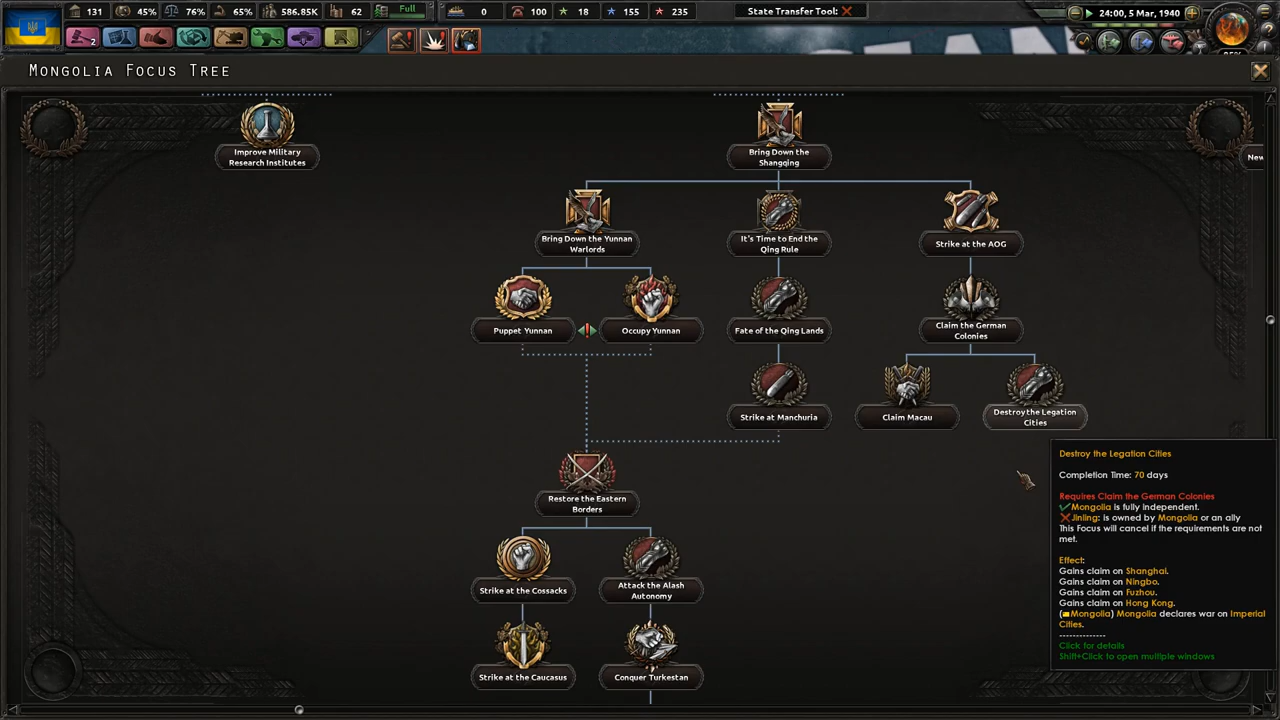 131
45%
76%
65%
586.85K
62
Full
0
100
18
155
235
State Transfer Tool:
24:00, 5 Mar, 1940
2
Mongolia Focus Tree
Improve Military
Research Institutes
Bring Down the
Shangqing
New
Bring Down the Yunnan
Warlords
It's Time to End the
Qing Rule
Strike at the AOG
Puppet Yunnan
Occupy Yunnan
Fate of the Qing Lands
Claim the German
Colonies
Strike at Manchuria
Claim Macau
Destroy the Legation
Cities
Restore the Eastern
Borders
Strike at the Cossacks
Attack the Alash
Autonomy
Strike at the Caucasus
Conquer Turkestan
Destroy the Legation Cities
Completion Time: 70 days
Requires Claim the German Colonies
Mongolia is fully independent.
Jinling: is owned by Mongolia or an ally
This Focus will cancel if the requirements are not
met.
Effect:
Gains claim on Shanghai.
Gains claim on Ningbo.
Gains claim on Fuzhou.
Gains claim on Hong Kong.
(Mongolia) Mongolia declares war on Imperial
Cities.
--------------
Click for details
Shift+Click to open multiple windows